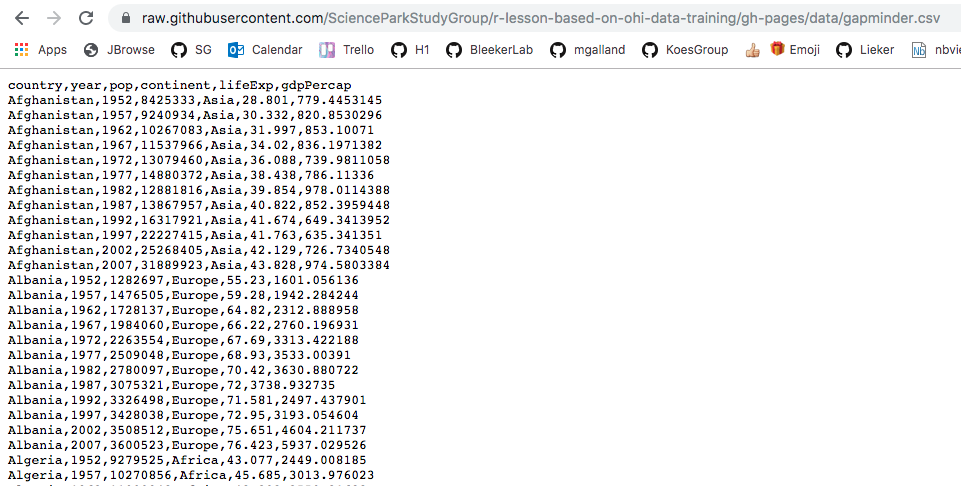 raw.githubusercontent.com/ScienceParkStudyGroup/r-lesson-based-on-ohi-data-training/gh-pages/data/gapminder.csv
Apps JBrowse SG Calendar Trello H1 BleekerLab mgalland KoesGroup Emoji Lieker nbvie
country,year,pop,continent,lifeExp,gdpPercap
Afghanistan,1952,8425333,Asia,28.801,779.4453145
Afghanistan,1957,9240934,Asia,30.332,820.8530296
Afghanistan,1962,10267083,Asia,31.997,853.10071
Afghanistan,1967,11537966,Asia,34.02,836.1971382
Afghanistan,1972,13079460,Asia,36.088,739.9811058
Afghanistan,1977,14880372,Asia,38.438,786.11336
Afghanistan,1982,12881816,Asia,39.854,978.0114388
Afghanistan,1987,13867957,Asia,40.822,852.3959448
Afghanistan,1992,16317921,Asia,41.674,649.3413952
Afghanistan,1997,22227415,Asia,41.763,635.341351
Afghanistan,2002,25268405,Asia,42.129,726.7340548
Afghanistan,2007,31889923,Asia,43.828,974.5803384
Albania,1952,1282697,Europe,55.23,1601.056136
Albania,1957,1476505,Europe,59.28,1942.284244
Albania,1962,1728137,Europe,64.82,2312.888958
Albania,1967,1984060,Europe,66.22,2760.196931
Albania,1972,2263554,Europe,67.69,3313.422188
Albania,1977,2509048,Europe,68.93,3533.00391
Albania,1982,2780097,Europe,70.42,3630.880722
Albania,1987,3075321,Europe,72,3738.932735
Albania,1992,3326498,Europe,71.581,2497.437901
Albania,1997,3428038,Europe,72.95,3193.054604
Albania,2002,3508512,Europe,75.651,4604.211737
Albania,2007,3600523,Europe,76.423,5937.029526
Algeria,1952,9279525,Africa,43.077,2449.008185
Algeria,1957,10270856,Africa,45.685,3013.976023